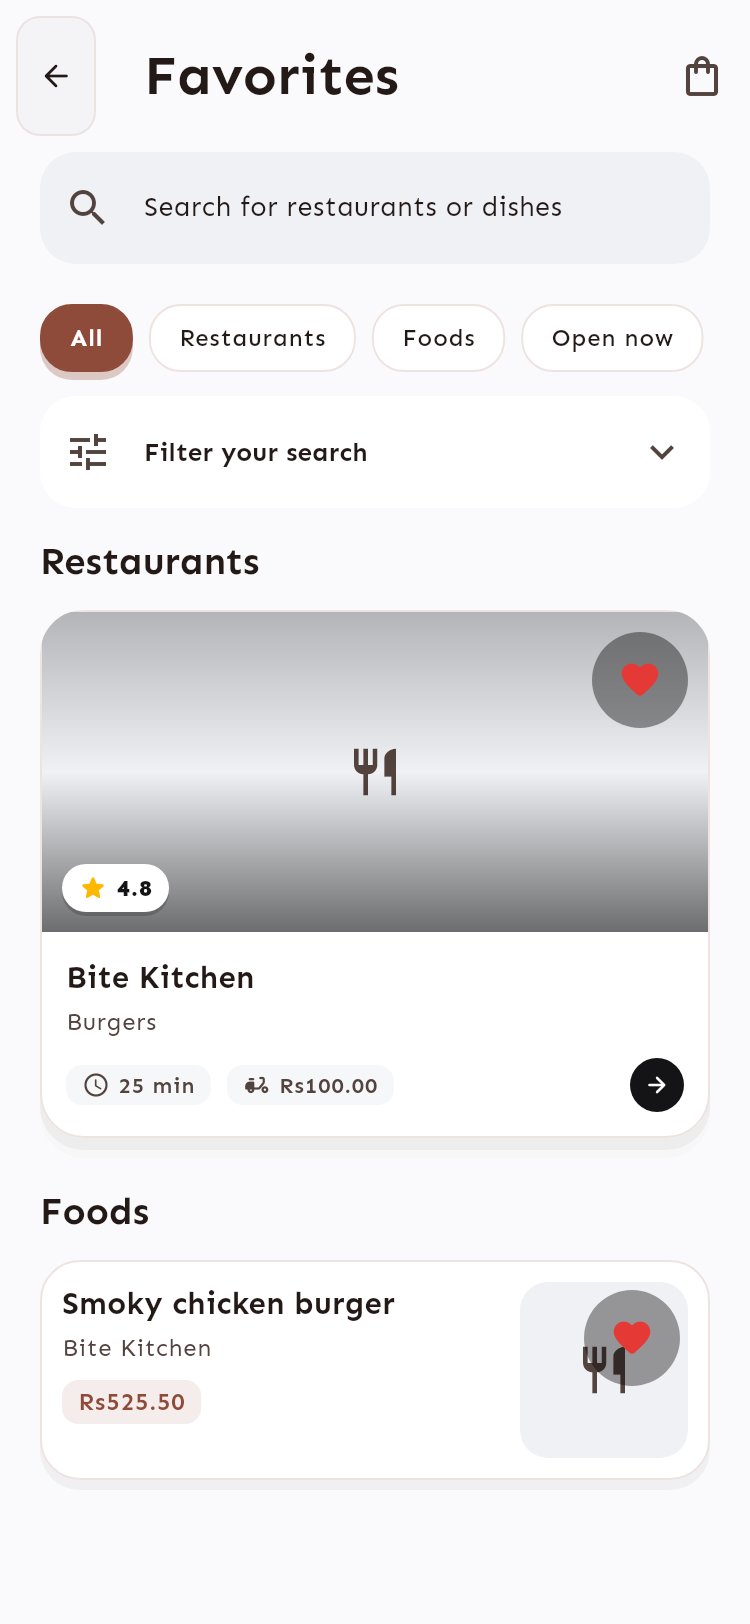 Favorites
Search for restaurants or dishes
All
Restaurants
Foods
Open now
Filter your search
Restaurants
4.8
Bite Kitchen
Burgers
25 min
Rs100.00
Foods
Smoky chicken burger
Bite Kitchen
Rs525.50